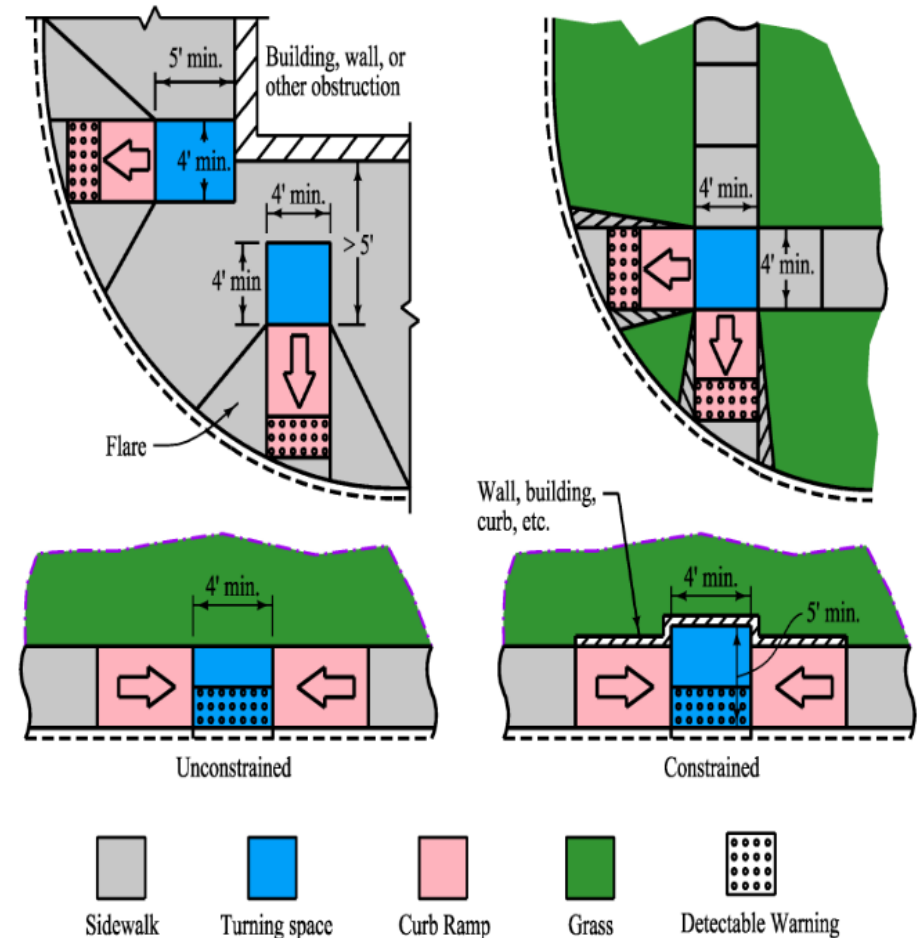 5' min.
Building, wall, or
other obstruction
4' min.
4' min.
> 5'
4' min
Flare
4' min.
4' min.
Wall, building,
curb, etc.
4' min.
5' min.
4' min.
Unconstrained
Constrained
Sidewalk
Turning space
Curb Ramp
Grass
Detectable Warning